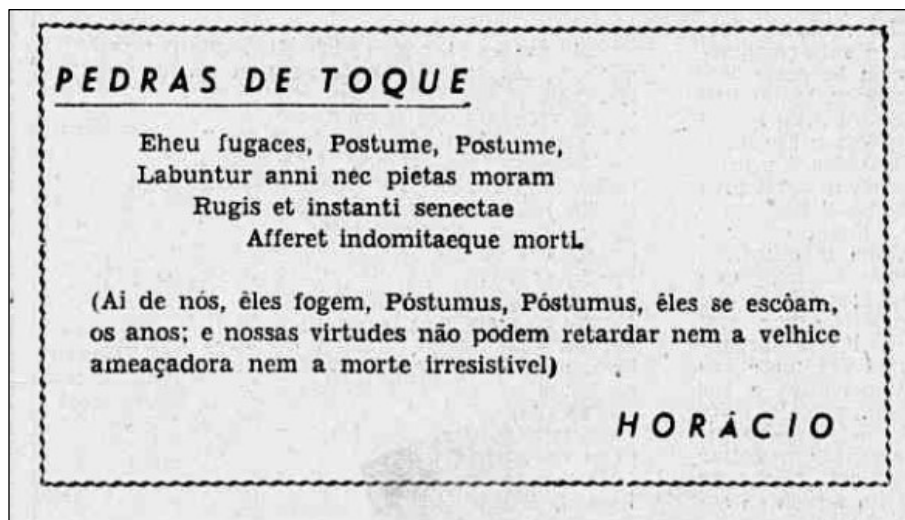 PEDRAS DE TOQUE
Eheu fugaces, Postume, Postume,
Labuntur anni nec pietas moram
Rugis et instanti senectae
Afferet indomitaeque morti.
(Ai de nós, êles fogem, Póstumus, Póstumus, êles se escôam,
os anos; e nossas virtudes não podem retardar nem a velhice
ameaçadora nem a morte irresistível)
HORÁCIO